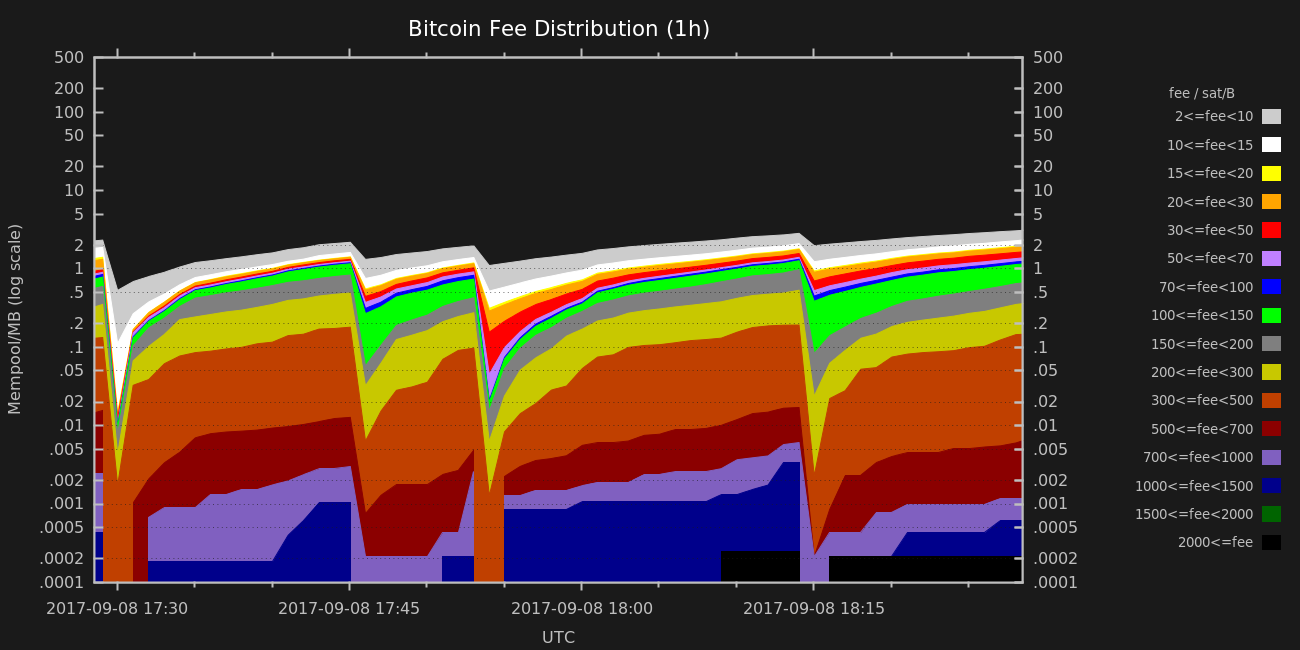 Bitcoin Fee Distribution (1h)
500
200
100
50
20
10
5
2
1
.5
.2
.1
.05
.02
.01
.005
.002
.001
.0005
.0002
.0001
Mempool/MB (log scale)
500
200
100
50
20
10
5
2
1
.5
.2
.1
.05
.02
.01
.005
.002
.001
.0005
.0002
.0001
2017-09-08 17:30
2017-09-08 17:45
2017-09-08 18:00
2017-09-08 18:15
UTC
fee / sat/B
2<=fee<10
10<=fee<15
15<=fee<20
20<=fee<30
30<=fee<50
50<=fee<70
70<=fee<100
100<=fee<150
150<=fee<200
200<=fee<300
300<=fee<500
500<=fee<700
700<=fee<1000
1000<=fee<1500
1500<=fee<2000
2000<=fee